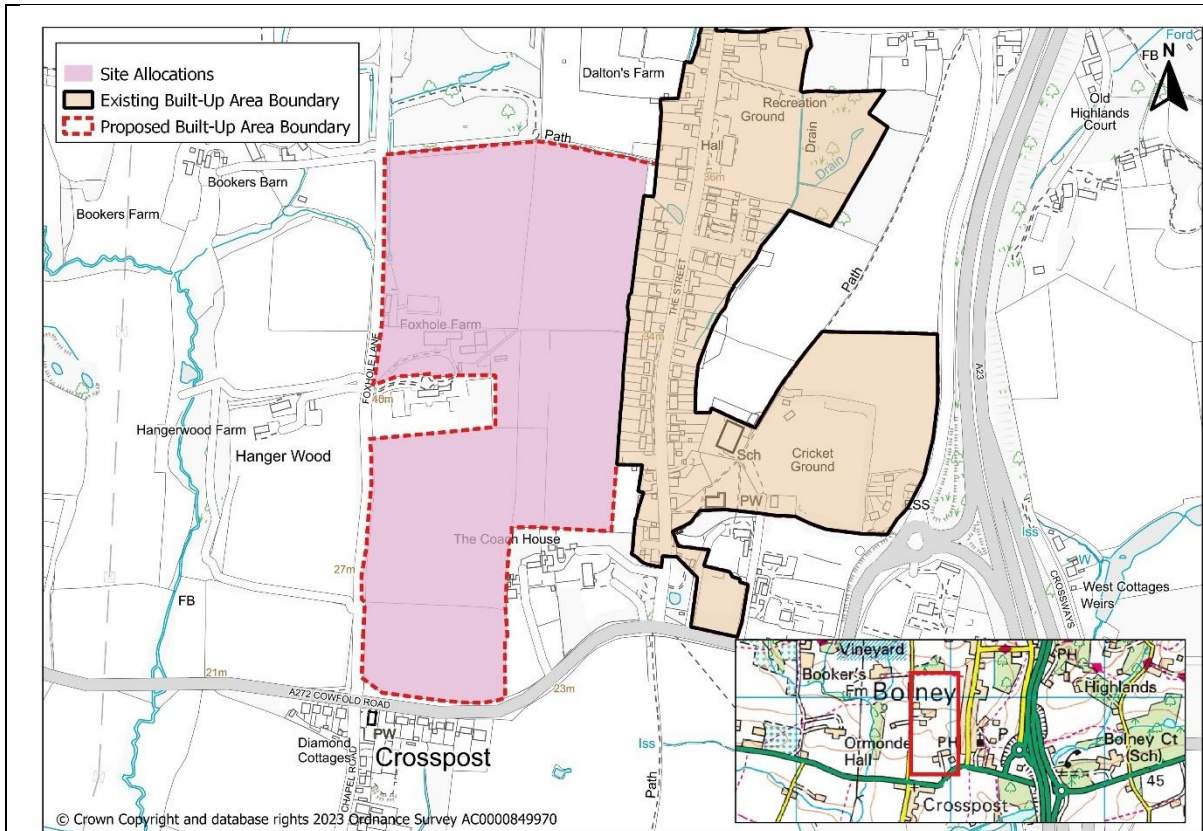 Site Allocations
Existing Built-Up Area Boundary
Proposed Built-Up Area Boundary
Dalton's Farm
Ford
FB
N
Old
Highlands
Court
Recreation
Ground
Drain
Drain
Hall
36m
Path
Bookers Barn
Bookers Farm
THE STREET
Path
A23
Foxhole Farm
34m
FOXHOLE LANE
40m
Hangerwood Farm
Hanger Wood
Sch
Cricket
Ground
PW
ESS
The Coach House
Iss
W
CROSSWAYS
West Cottages
Weirs
27m
FB
21m
A272 COWFOLD ROAD
23m
PW
Diamond
Cottages
Crosspost
CHAPEL ROAD
Iss
Path
Vineyard
Booker's
Fm
Bolney
PH
Highlands
Ormonde
Hall
PH
P
Bolney Ct
(Sch)
45
Crosspost
© Crown Copyright and database rights 2023 Ordnance Survey AC0000849970